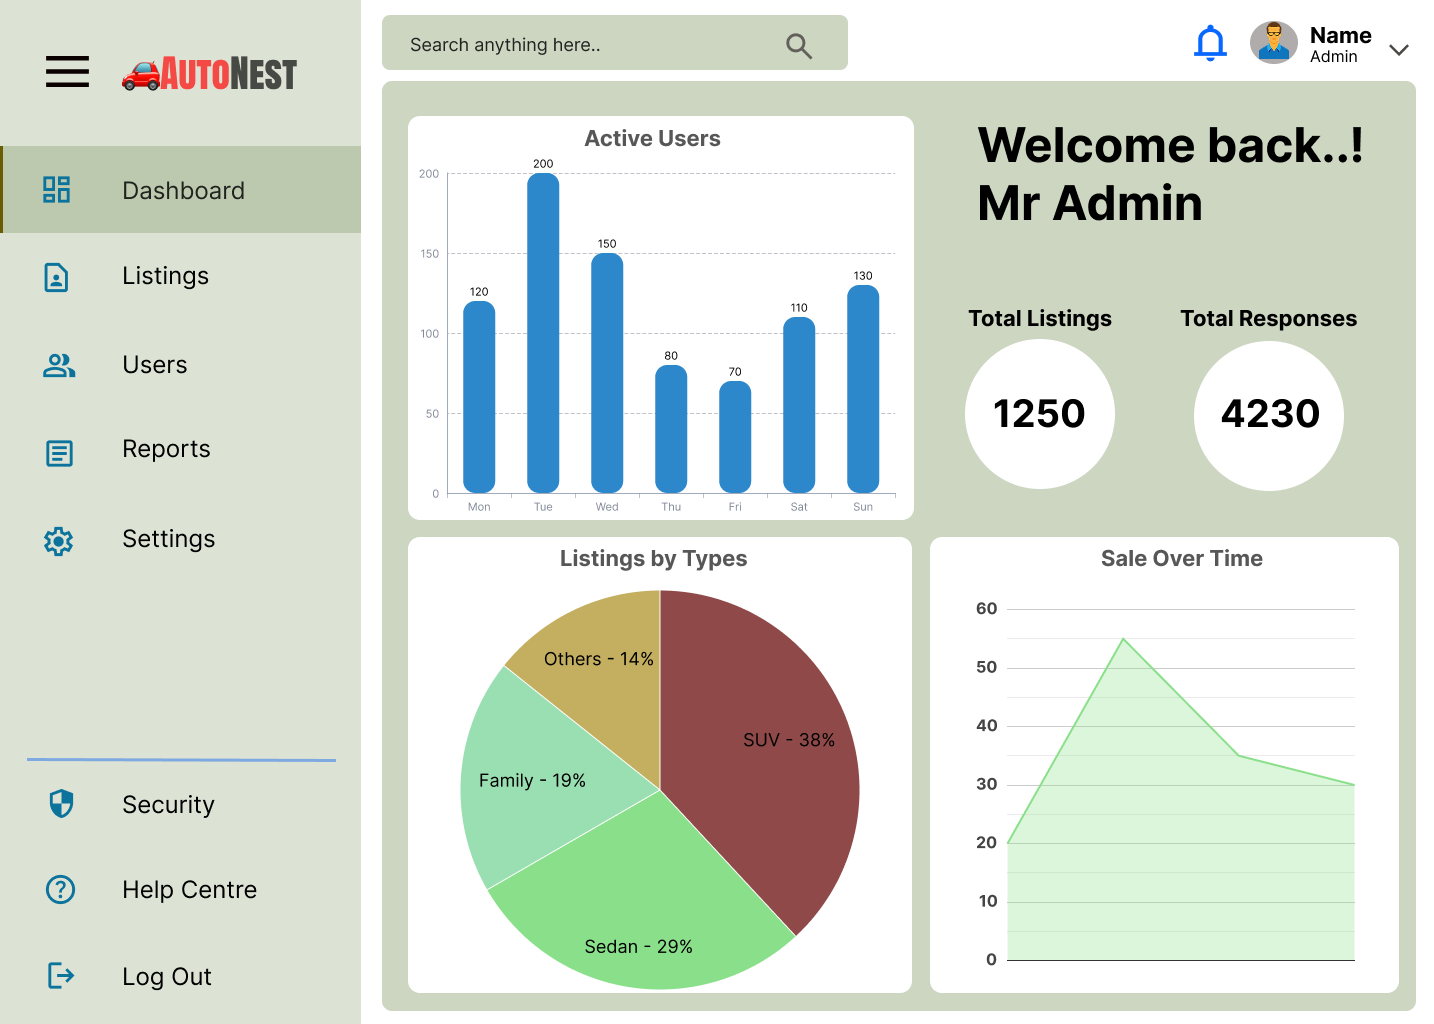 AUTONEST
Dashboard
Listings
Users
Reports
Settings
Security
Help Centre
Log Out
Search anything here..
Name
Admin
Active Users
200
150
100
50
0
120
200
150
80
70
110
130
Mon Tue Wed Thu Fri Sat Sun
Welcome back..!
Mr Admin
Total Listings
1250
Total Responses
4230
Listings by Types
Others - 14%
SUV - 38%
Family - 19%
Sedan - 29%
Sale Over Time
60
50
40
30
20
10
0